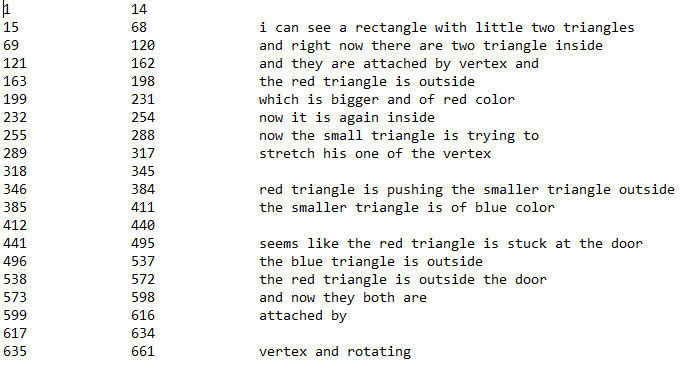 1 14
15 68 i can see a rectangle with little two triangles
69 120 and right now there are two triangle inside
121 162 and they are attached by vertex and
163 198 the red triangle is outside
199 231 which is bigger and of red color
232 254 now it is again inside
255 288 now the small triangle is trying to
289 317 stretch his one of the vertex
318 345
346 384 red triangle is pushing the smaller triangle outside
385 411 the smaller triangle is of blue color
412 440
441 495 seems like the red triangle is stuck at the door
496 537 the blue triangle is outside
538 572 the red triangle is outside the door
573 598 and now they both are
599 616 attached by
617 634
635 661 vertex and rotating